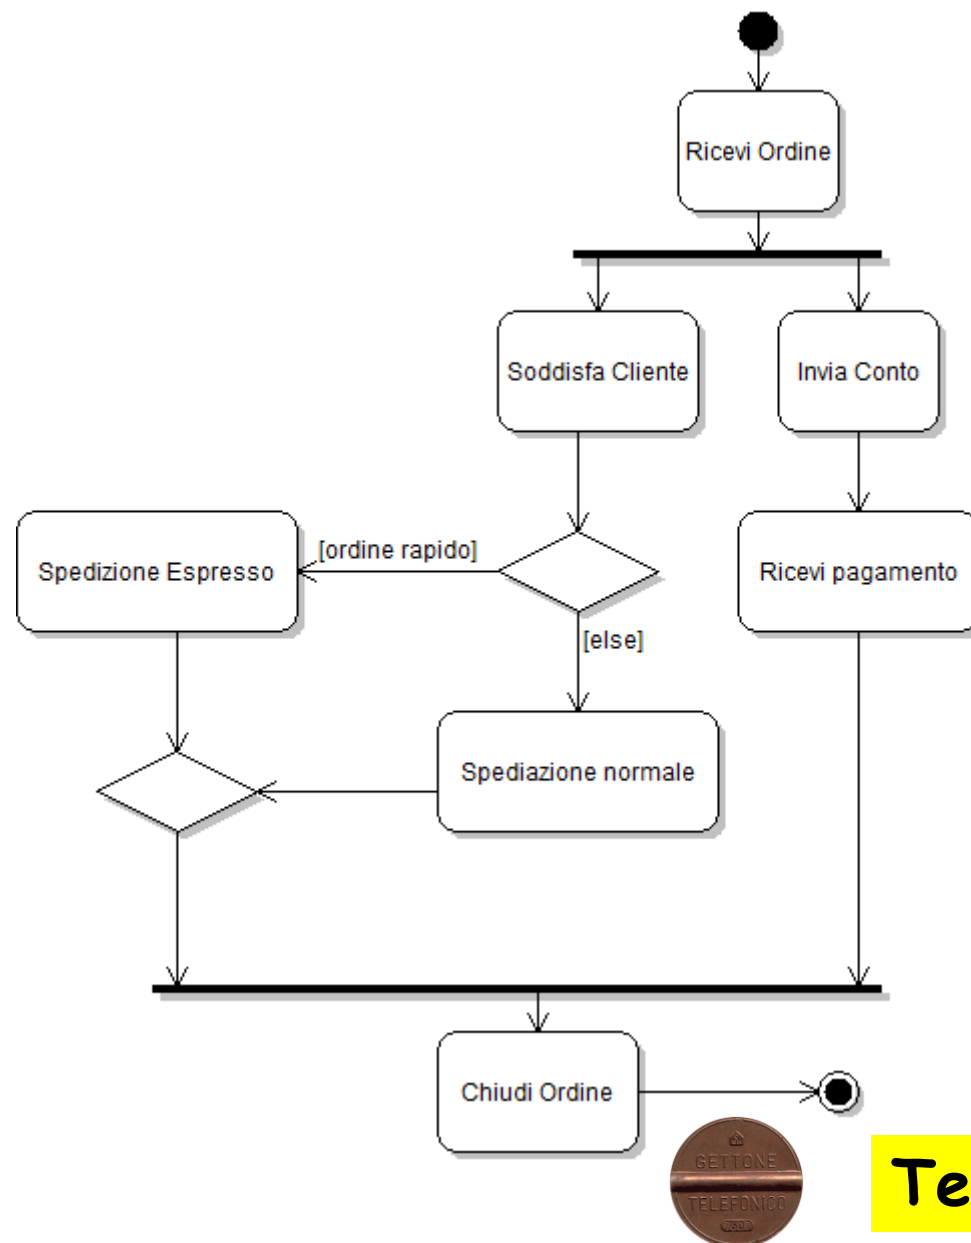 Ricevi Ordine
Soddisfa Cliente
Invia Conto
[ordine rapido]
Spedizione Espresso
Ricevi pagamento
[else]
Spediazione normale
Chiudi Ordine
GETTONE
TELEFONICO
Te